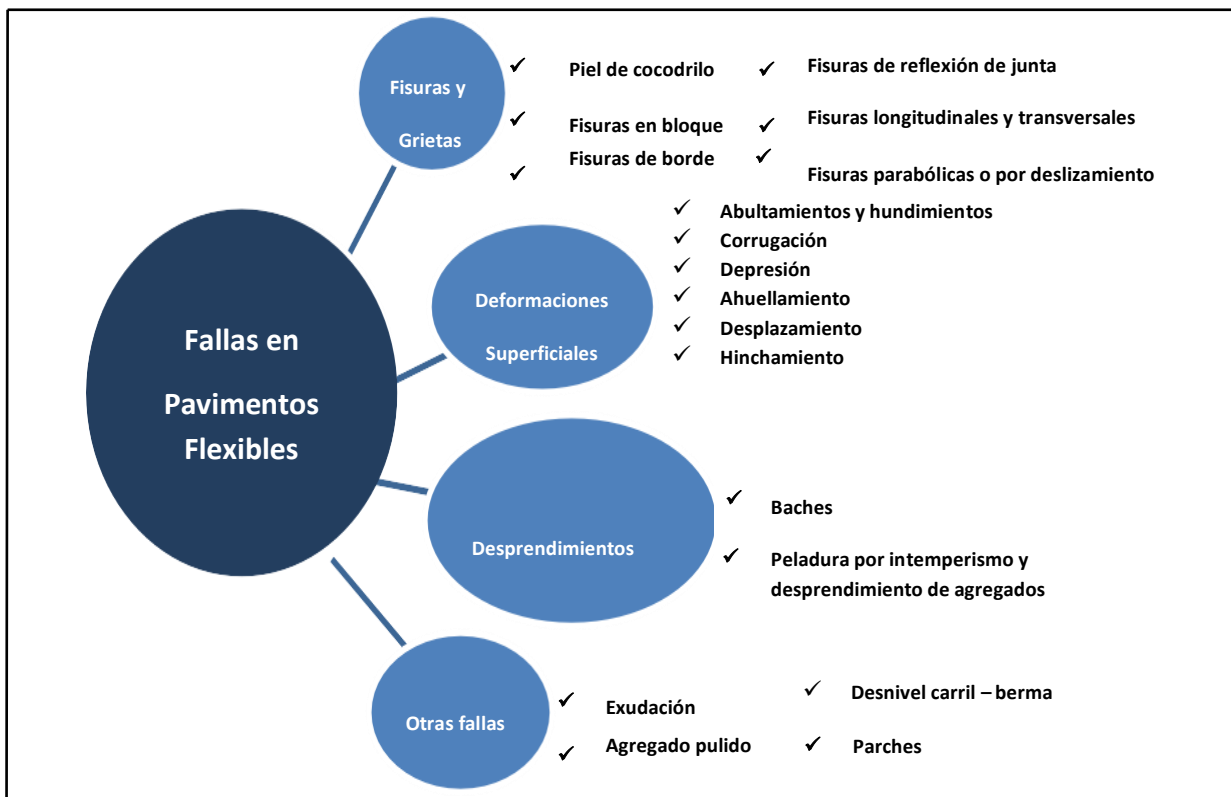 Fallas en
Pavimentos
Flexibles
Fisuras y
Grietas
✓ Piel de cocodrilo
✓ Fisuras en bloque
✓ Fisuras de borde
✓ Fisuras de reflexión de junta
✓ Fisuras longitudinales y transversales
✓ Fisuras parabólicas o por deslizamiento
Deformaciones
Superficiales
✓ Abultamientos y hundimientos
✓ Corrugación
✓ Depresión
✓ Ahuellamiento
✓ Desplazamiento
✓ Hinchamiento
Desprendimientos
✓ Baches
✓ Peladura por intemperismo y
desprendimiento de agregados
Otras fallas
✓ Exudación
✓ Agregado pulido
✓ Desnivel carril – berma
✓ Parches